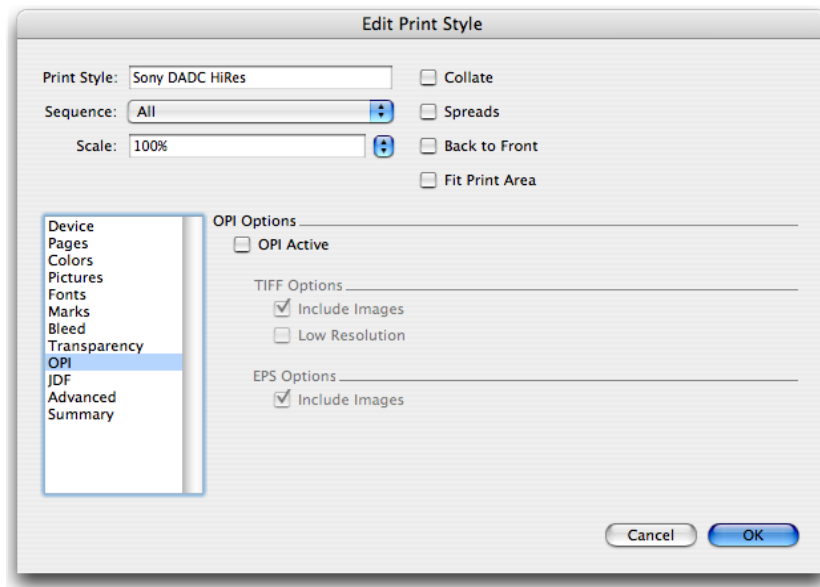 Edit Print Style
Print Style: Sony DADC HiRes
Collate
Sequence: All
Spreads
Scale: 100%
Back to Front
Fit Print Area
Device
Pages
Colors
Pictures
Fonts
Marks
Bleed
Transparency
OPI
JDF
Advanced
Summary
OPI Options
OPI Active
TIFF Options
Include Images
Low Resolution
EPS Options
Include Images
Cancel
OK